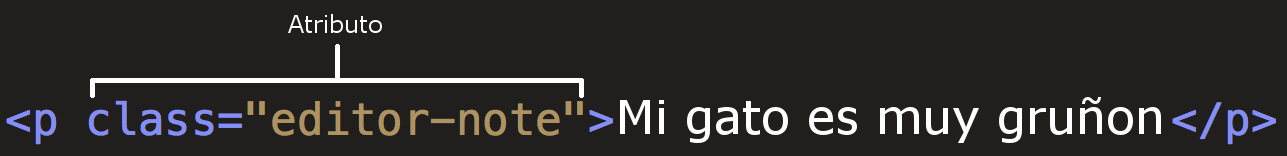 Atributo
<p class="editor-note">Mi gato es muy gruñon</p>